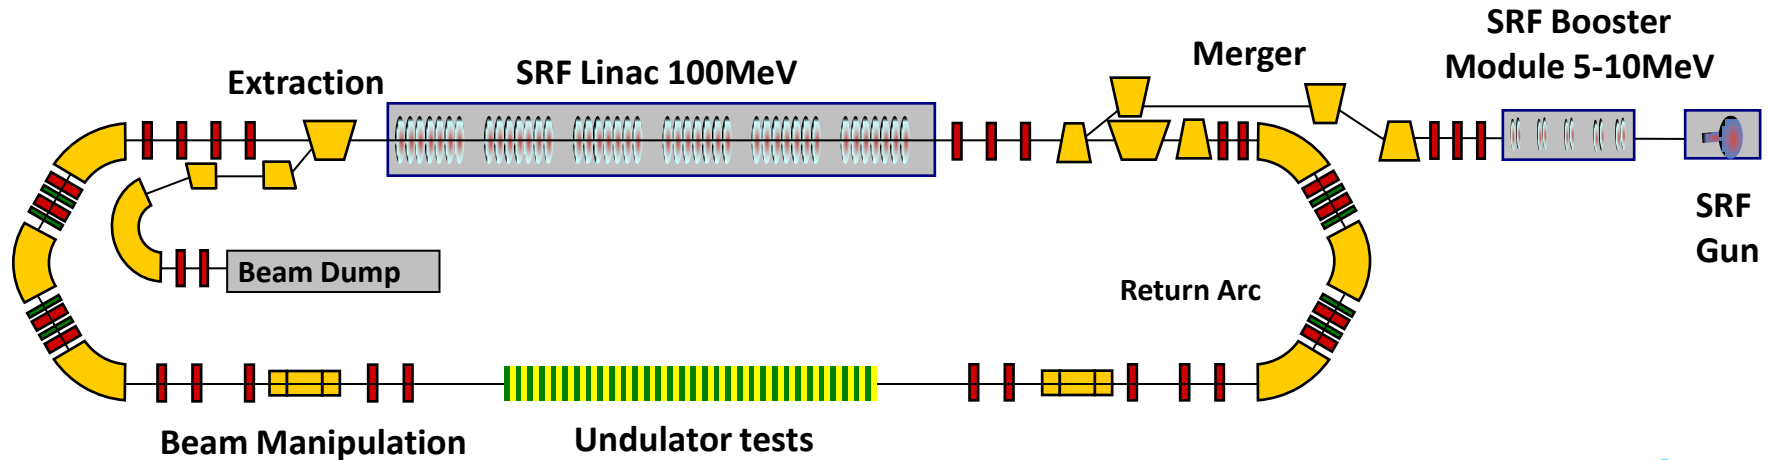 SRF Booster
Module 5-10MeV
Merger
SRF Linac 100MeV
Extraction
SRF
Gun
Beam Dump
Return Arc
Beam Manipulation
Undulator tests